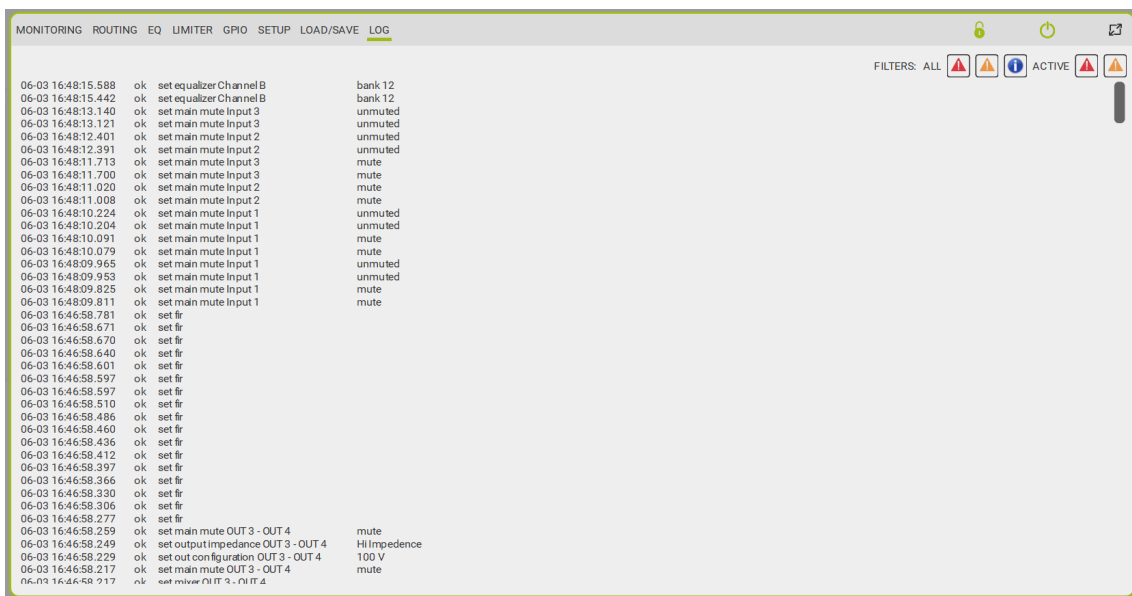 MONITORING ROUTING EQ LIMITER GPIO SETUP LOAD/SAVE LOG
FILTERS: ALL ACTIVE
06-03 16:48:15.588 ok set equalizer Channel B bank 12
06-03 16:48:15.442 ok set equalizer Channel B bank 12
06-03 16:48:13.140 ok set main mute Input 3 unmuted
06-03 16:48:13.121 ok set main mute Input 3 unmuted
06-03 16:48:12.401 ok set main mute Input 2 unmuted
06-03 16:48:12.391 ok set main mute Input 2 unmuted
06-03 16:48:11.713 ok set main mute Input 3 mute
06-03 16:48:11.700 ok set main mute Input 3 mute
06-03 16:48:11.020 ok set main mute Input 2 mute
06-03 16:48:11.008 ok set main mute Input 2 mute
06-03 16:48:10.224 ok set main mute Input 1 unmuted
06-03 16:48:10.204 ok set main mute Input 1 unmuted
06-03 16:48:10.091 ok set main mute Input 1 mute
06-03 16:48:10.079 ok set main mute Input 1 mute
06-03 16:48:09.965 ok set main mute Input 1 unmuted
06-03 16:48:09.953 ok set main mute Input 1 unmuted
06-03 16:48:09.825 ok set main mute Input 1 mute
06-03 16:48:09.811 ok set main mute Input 1 mute
06-03 16:46:58.781 ok set fir
06-03 16:46:58.671 ok set fir
06-03 16:46:58.670 ok set fir
06-03 16:46:58.640 ok set fir
06-03 16:46:58.601 ok set fir
06-03 16:46:58.597 ok set fir
06-03 16:46:58.597 ok set fir
06-03 16:46:58.510 ok set fir
06-03 16:46:58.486 ok set fir
06-03 16:46:58.460 ok set fir
06-03 16:46:58.436 ok set fir
06-03 16:46:58.412 ok set fir
06-03 16:46:58.397 ok set fir
06-03 16:46:58.366 ok set fir
06-03 16:46:58.330 ok set fir
06-03 16:46:58.306 ok set fir
06-03 16:46:58.277 ok set fir
06-03 16:46:58.259 ok set main mute OUT 3 - OUT 4 mute
06-03 16:46:58.249 ok set output impedance OUT 3 - OUT 4 Hi Impedence
06-03 16:46:58.229 ok set out configuration OUT 3 - OUT 4 100 V
06-03 16:46:58.217 ok set main mute OUT 3 - OUT 4 mute
06-03 16:46:58.217 ok set mixer OUT 3 - OUT 4